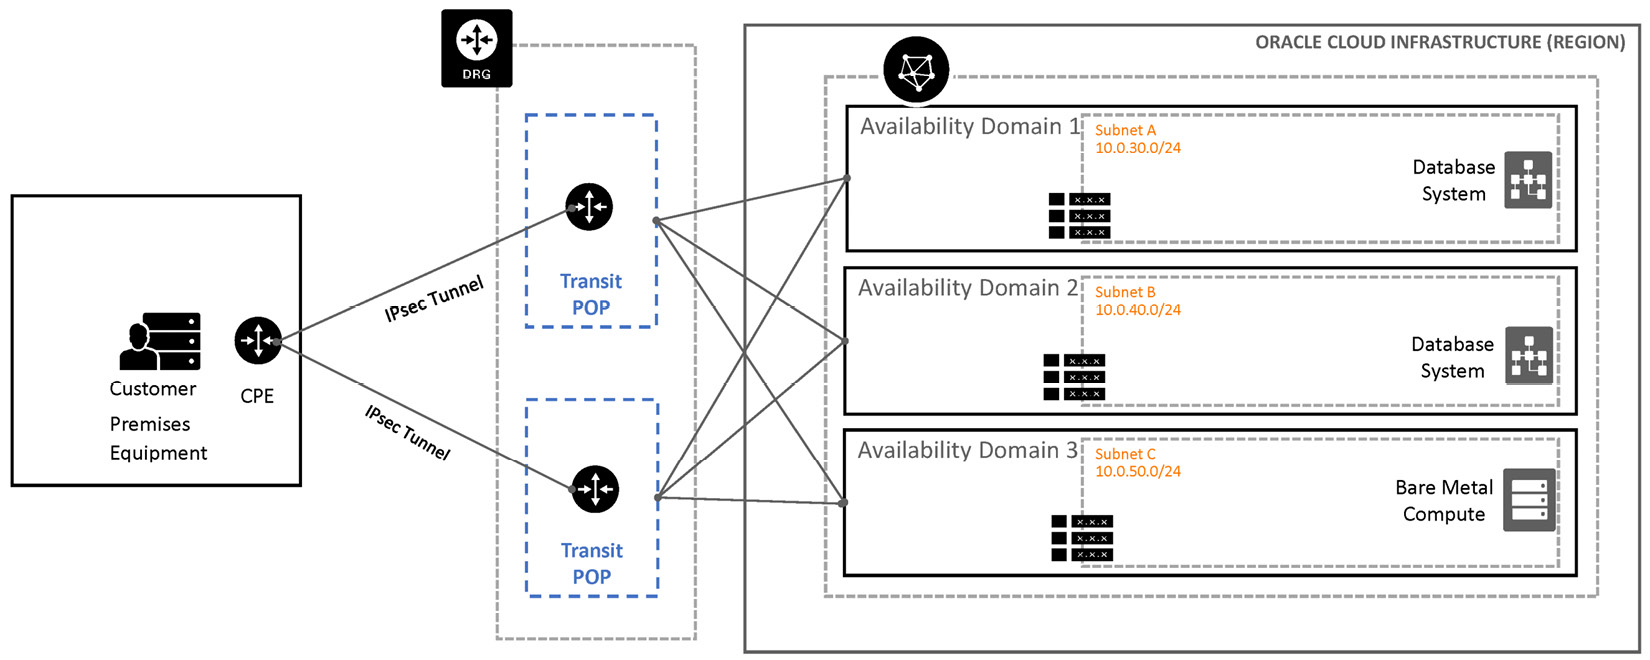 DRG
ORACLE CLOUD INFRASTRUCTURE (REGION)
Availability Domain 1
Subnet A
10.0.30.0/24
Database
System
x.x.x
x.x.x
x.x.x
Transit
POP
IPsec Tunnel
Availability Domain 2
Subnet B
10.0.40.0/24
Database
System
x.x.x
x.x.x
x.x.x
Customer
Premises
Equipment
CPE
IPsec Tunnel
Transit
POP
Availability Domain 3
Subnet C
10.0.50.0/24
Bare Metal
Compute
x.x.x
x.x.x
x.x.x